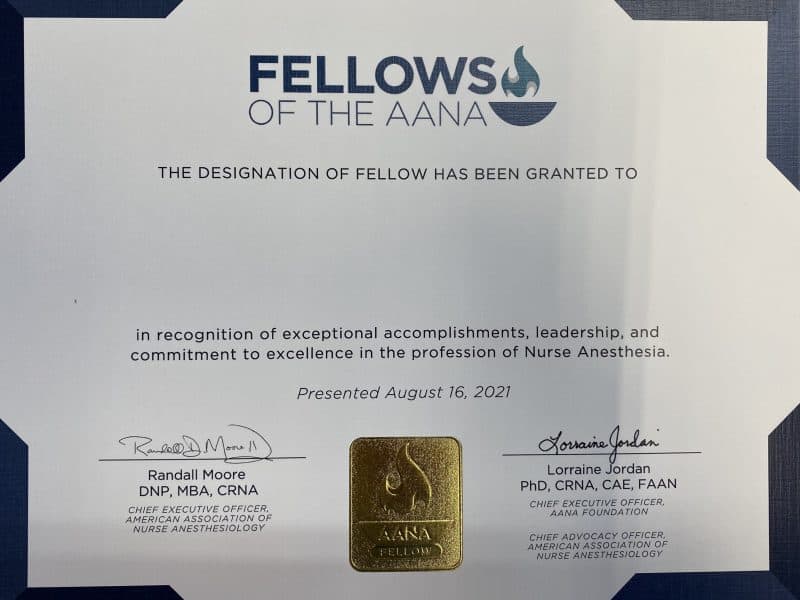 FELLOWS
OF THE AANA
THE DESIGNATION OF FELLOW HAS BEEN GRANTED TO
in recognition of exceptional accomplishments, leadership, and
commitment to excellence in the profession of Nurse Anesthesia.
Presented August 16, 2021
Randall D. Moore II
Randall Moore
DNP, MBA, CRNA
CHIEF EXECUTIVE OFFICER,
AMERICAN ASSOCIATION OF
NURSE ANESTHESIOLOGY
AANA
FELLOW
Lorraine Jordan
Lorraine Jordan
PhD, CRNA, CAE, FAAN
CHIEF EXECUTIVE OFFICER,
AANA FOUNDATION
CHIEF ADVOCACY OFFICER,
AMERICAN ASSOCIATION OF
NURSE ANESTHESIOLOGY